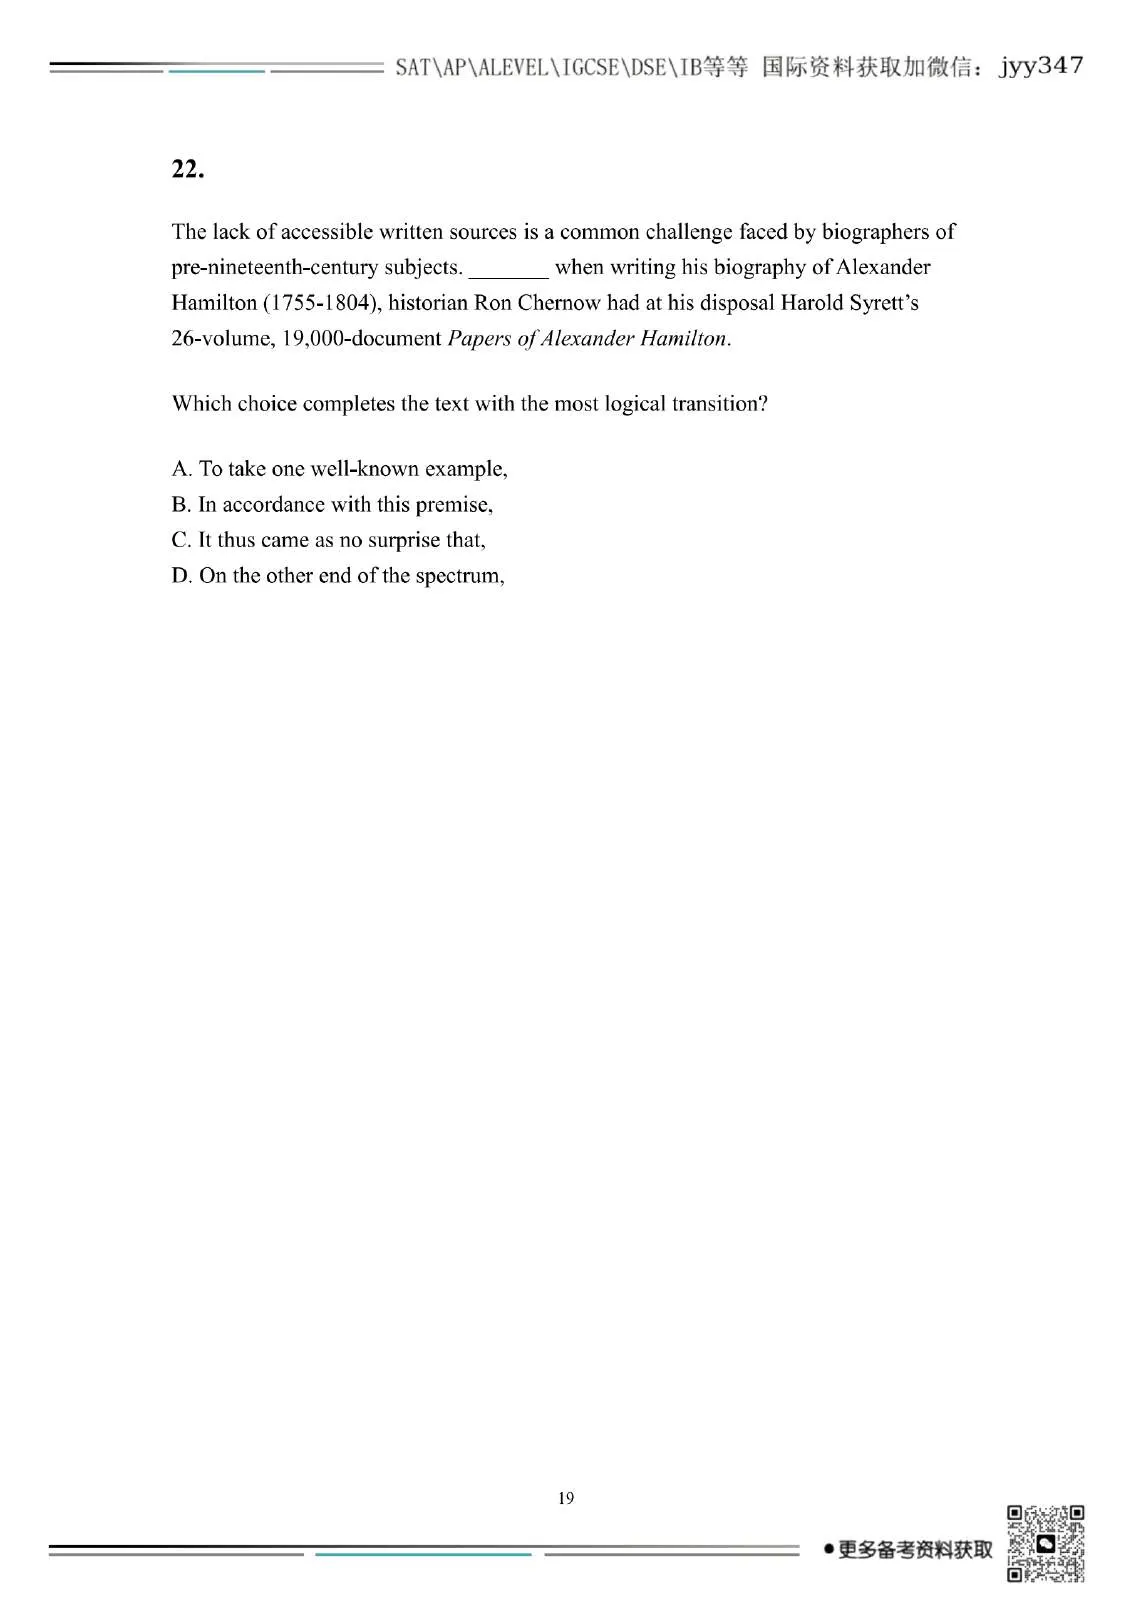 SAT\AP\ALEVEL\IGCSE\DSE\IB等等 国际资料获取加微信: jyy347
22.
The lack of accessible written sources is a common challenge faced by biographers of
pre-nineteenth-century subjects. _______ when writing his biography of Alexander
Hamilton (1755-1804), historian Ron Chernow had at his disposal Harold Syrett’s
26-volume, 19,000-document Papers of Alexander Hamilton.
Which choice completes the text with the most logical transition?
A. To take one well-known example,
B. In accordance with this premise,
C. It thus came as no surprise that,
D. On the other end of the spectrum,
19
●更多备考资料获取